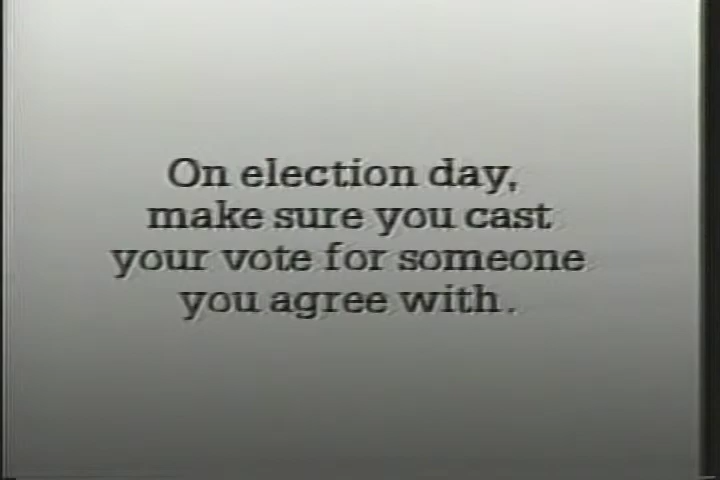 On election day,
make sure you cast
your vote for someone
you agree with.